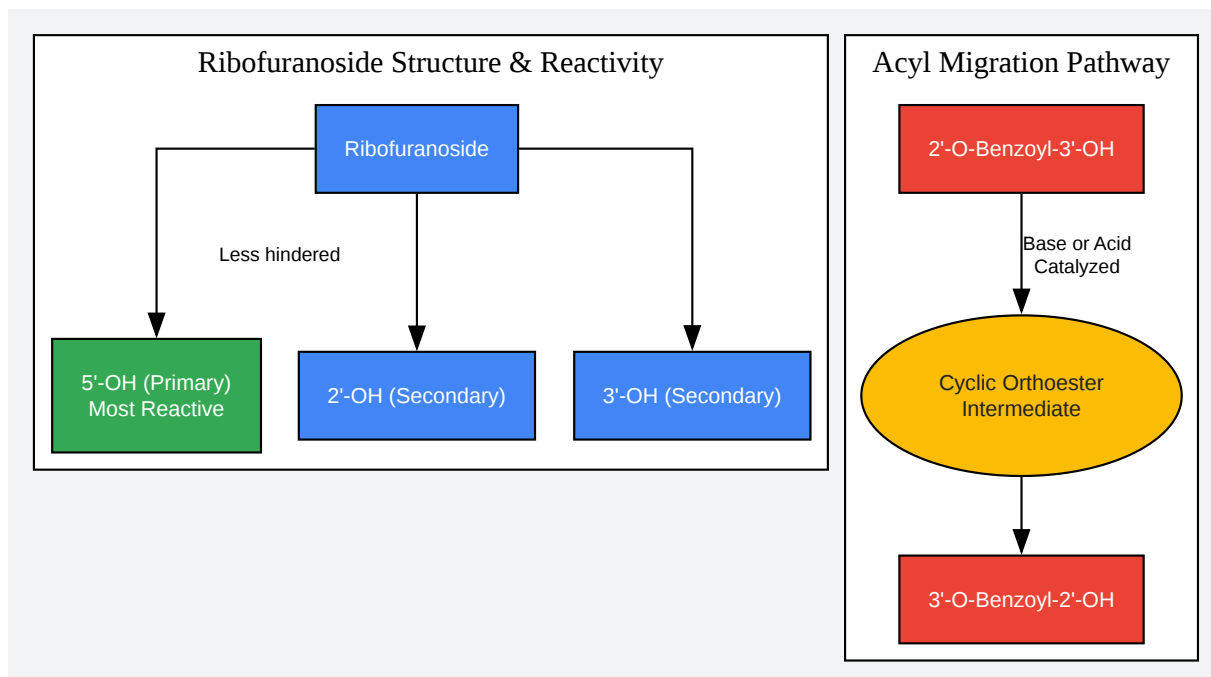 Ribofuranoside Structure & Reactivity
Ribofuranoside
Less hindered
5'-OH (Primary)
Most Reactive
2'-OH (Secondary)
3'-OH (Secondary)
Acyl Migration Pathway
2'-O-Benzoyl-3'-OH
Base or Acid
Catalyzed
Cyclic Orthoester
Intermediate
3'-O-Benzoyl-2'-OH